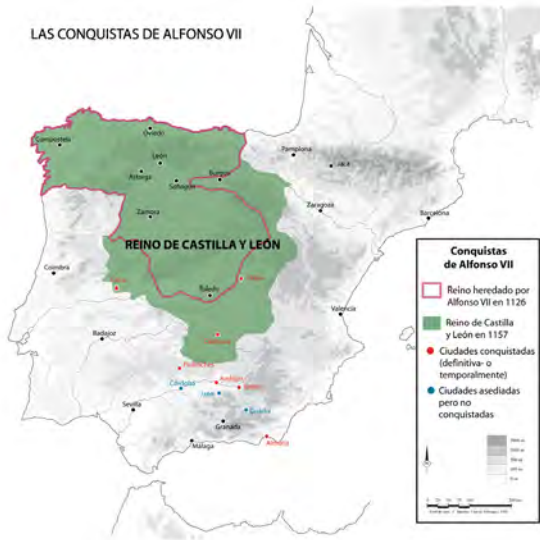 LAS CONQUISTAS DE ALFONSO VII
Oviedo
Compostela
León
Astorga
Sahagún
Burgos
Pamplona
Zamora
Zaragoza
Barcelona
REINO DE CASTILLA Y LEÓN
Coimbra
Toledo
Valencia
Badajoz
Córdoba
Andújar
Sevilla
Granada
Málaga
Almería
Conquistas
de Alfonso VII
Reino heredado por
Alfonso VII en 1126
Reino de Castilla
y León en 1157
Ciudades conquistadas
(definitiva- o
temporalmente)
Ciudades asediadas
pero no
conquistadas